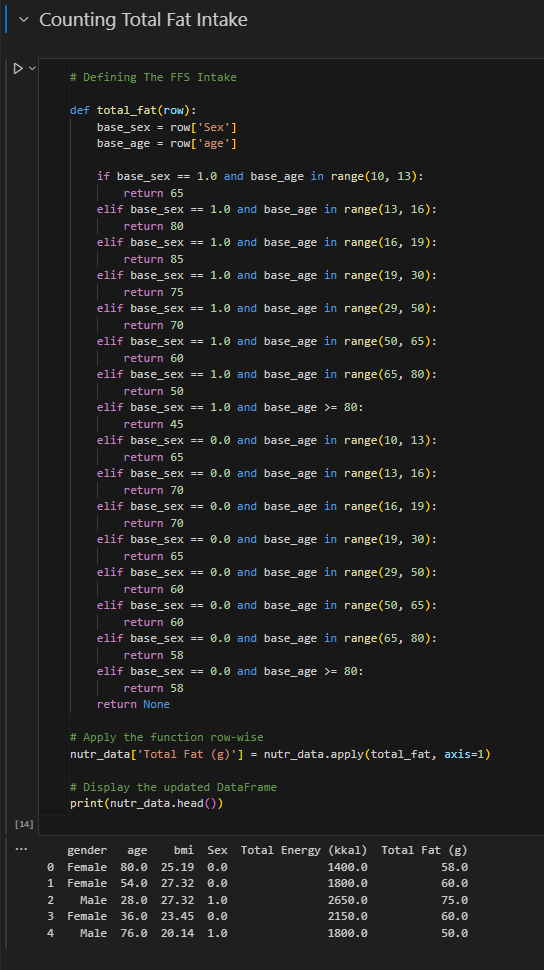 Counting Total Fat Intake
# Defining The FFS Intake
def total_fat(row):
    base_sex = row['Sex']
    base_age = row['age']
    if base_sex == 1.0 and base_age in range(10, 13):
        return 65
    elif base_sex == 1.0 and base_age in range(13, 16):
        return 80
    elif base_sex == 1.0 and base_age in range(16, 19):
        return 85
    elif base_sex == 1.0 and base_age in range(19, 30):
        return 75
    elif base_sex == 1.0 and base_age in range(29, 50):
        return 70
    elif base_sex == 1.0 and base_age in range(50, 65):
        return 60
    elif base_sex == 1.0 and base_age in range(65, 80):
        return 50
    elif base_sex == 1.0 and base_age >= 80:
        return 45
    elif base_sex == 0.0 and base_age in range(10, 13):
        return 65
    elif base_sex == 0.0 and base_age in range(13, 16):
        return 70
    elif base_sex == 0.0 and base_age in range(16, 19):
        return 70
    elif base_sex == 0.0 and base_age in range(19, 30):
        return 65
    elif base_sex == 0.0 and base_age in range(29, 50):
        return 60
    elif base_sex == 0.0 and base_age in range(50, 65):
        return 60
    elif base_sex == 0.0 and base_age in range(65, 80):
        return 58
    elif base_sex == 0.0 and base_age >= 80:
        return 58
    return None
# Apply the function row-wise
nutr_data['Total Fat (g)'] = nutr_data.apply(total_fat, axis=1)
# Display the updated DataFrame
print(nutr_data.head())
[14]
... gender age bmi Sex Total Energy (kkal) Total Fat (g)
0 Female 80.0 25.19 0.0 1400.0 58.0
1 Female 54.0 27.32 0.0 1800.0 60.0
2 Male 28.0 27.32 1.0 2650.0 75.0
3 Female 36.0 23.45 0.0 2150.0 60.0
4 Male 76.0 20.14 1.0 1800.0 50.0